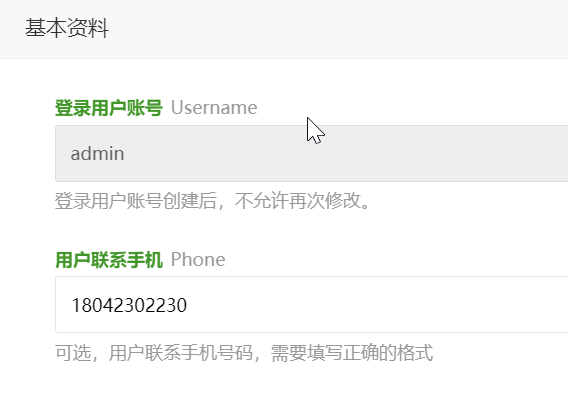 基本资料
登录用户账号 Username
admin
登录用户账号创建后，不允许再次修改。
用户联系手机 Phone
18042302230
可选，用户联系手机号码，需要填写正确的格式